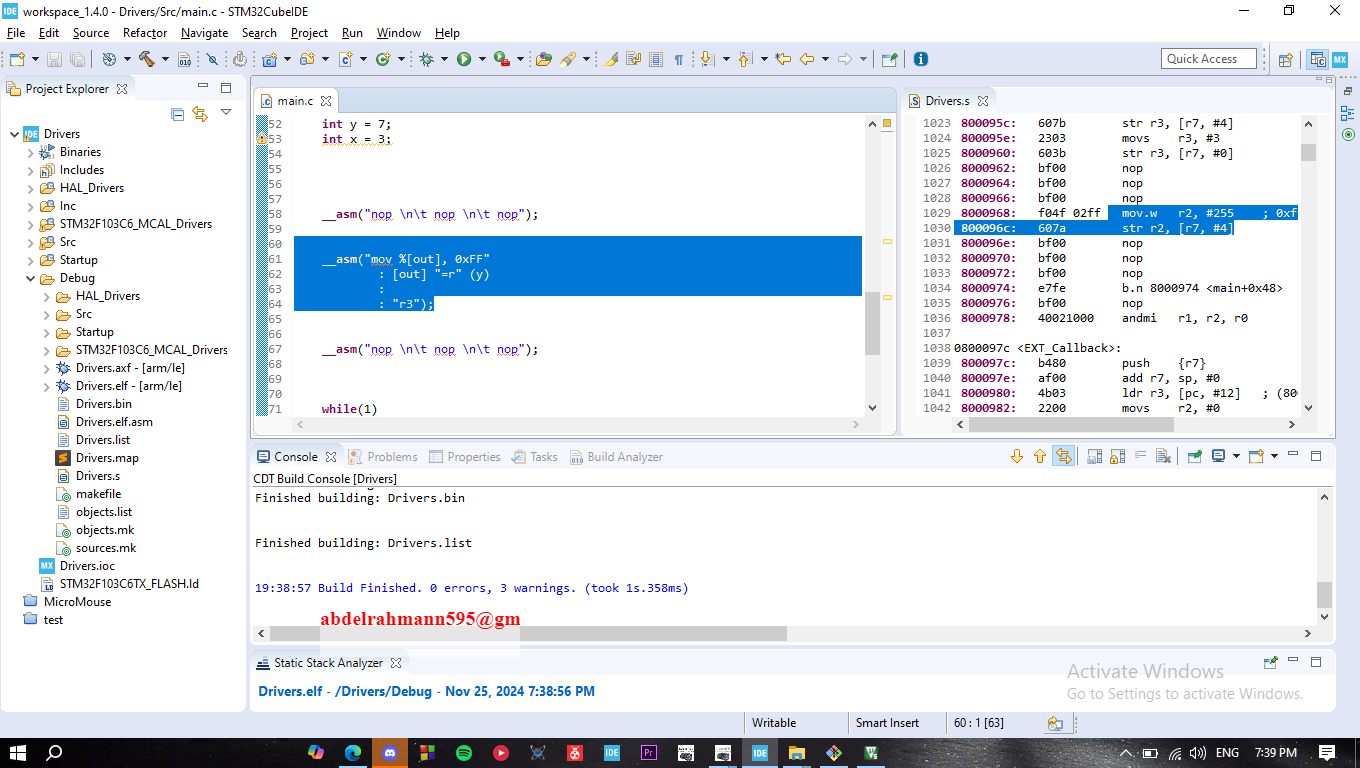 workspace_1.4.0 - Drivers/Src/main.c - STM32CubeIDE
File Edit Source Refactor Navigate Search Project Run Window Help
Quick Access
Project Explorer
Drivers
Binaries
Includes
HAL_Drivers
Inc
STM32F103C6_MCAL_Drivers
Src
Startup
Debug
HAL_Drivers
Src
Startup
STM32F103C6_MCAL_Drivers
Drivers.axf - [arm/le]
Drivers.elf - [arm/le]
Drivers.bin
Drivers.elf.asm
Drivers.list
Drivers.map
Drivers.s
makefile
objects.list
objects.mk
sources.mk
Drivers.ioc
STM32F103C6TX_FLASH.ld
MicroMouse
test
main.c
52 int y = 7;
53 int x = 3;
54
55
56
57
58 __asm("nop \n\t nop \n\t nop");
59
60
61 __asm("mov %[out], 0xFF"
62 : [out] "=r" (y)
63 :
64 : "r3");
65
66
67 __asm("nop \n\t nop \n\t nop");
68
69
70
71 while(1)
Drivers.s
1023 800095c: 607b str r3, [r7, #4]
1024 800095e: 2303 movs r3, #3
1025 8000960: 603b str r3, [r7, #0]
1026 8000962: bf00 nop
1027 8000964: bf00 nop
1028 8000966: bf00 nop
1029 8000968: f04f 02ff mov.w r2, #255 ; 0xf
1030 800096c: 607a str r2, [r7, #4]
1031 800096e: bf00 nop
1032 8000970: bf00 nop
1033 8000972: bf00 nop
1034 8000974: e7fe b.n 8000974 <main+0x48>
1035 8000976: bf00 nop
1036 8000978: 40021000 andmi r1, r2, r0
1037
1038 0800097c <EXT_Callback>:
1039 800097c: b480 push {r7}
1040 800097e: af00 add r7, sp, #0
1041 8000980: 4b03 ldr r3, [pc, #12] ; (80
1042 8000982: 2200 movs r2, #0
Console Problems Properties Tasks Build Analyzer
CDT Build Console [Drivers]
Finished building: Drivers.bin
Finished building: Drivers.list
19:38:57 Build Finished. 0 errors, 3 warnings. (took 1s.358ms)
abdelrahmann595@gm
Static Stack Analyzer
Drivers.elf - /Drivers/Debug - Nov 25, 2024 7:38:56 PM
Activate Windows
Go to Settings to activate Windows.
Writable Smart Insert 60 : 1 [63]
ENG 7:39 PM